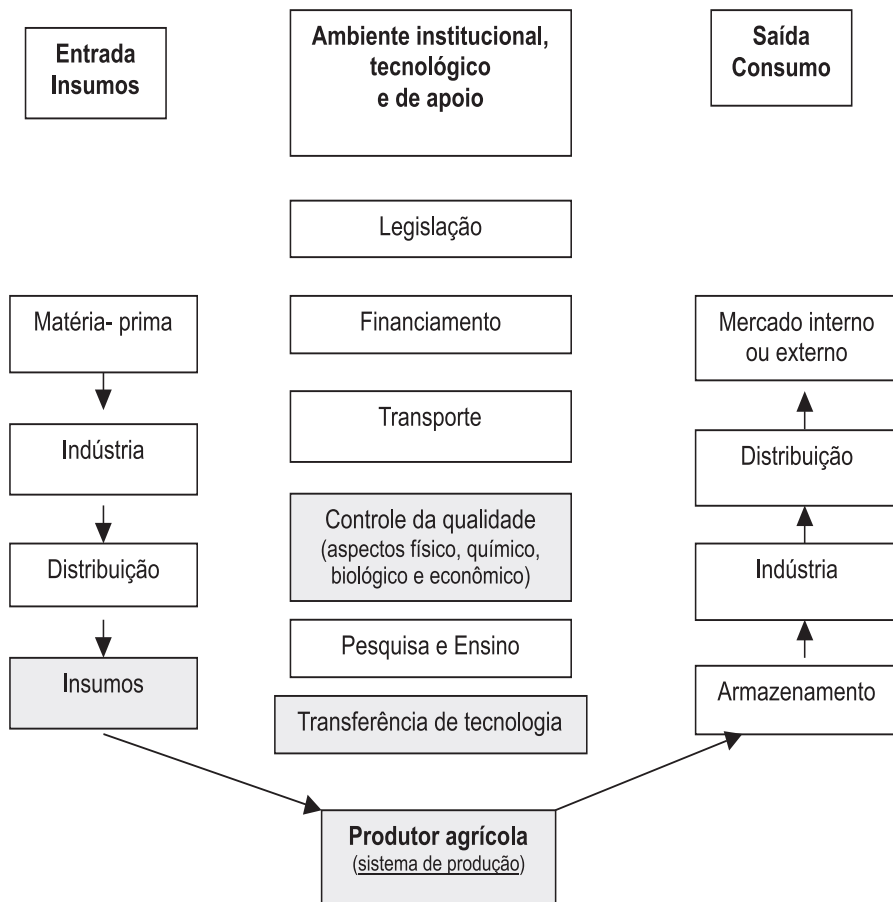 Entrada
Insumos
Ambiente institucional,
tecnológico
e de apoio
Saída
Consumo
Legislação
Matéria- prima
Financiamento
Mercado interno
ou externo
Indústria
Transporte
Distribuição
Distribuição
Controle da qualidade
(aspectos físico, químico,
biológico e econômico)
Indústria
Insumos
Pesquisa e Ensino
Armazenamento
Transferência de tecnologia
Produtor agrícola
(sistema de produção)